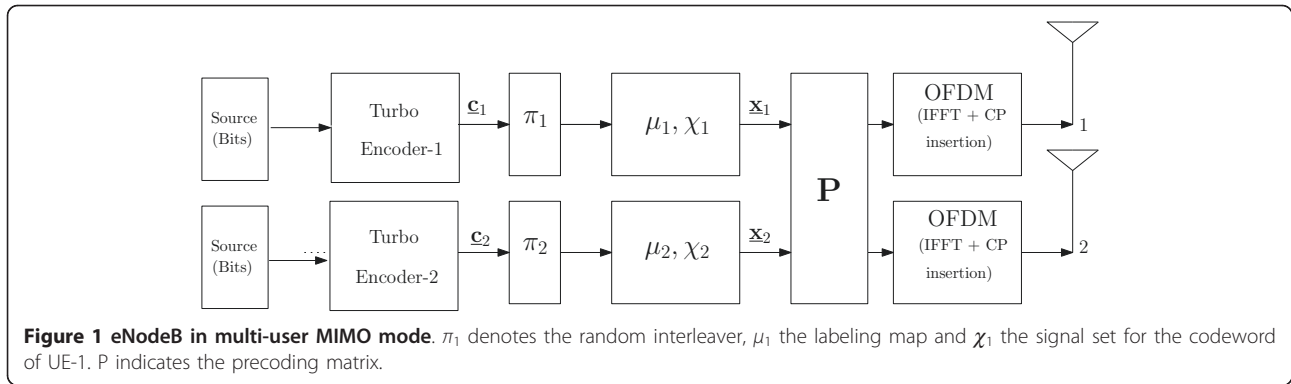 Source
(Bits)
Turbo
Encoder-1
c₁
π₁
μ₁, χ₁
x₁
P
OFDM
(IFFT + CP
insertion)
1
Source
(Bits)
Turbo
Encoder-2
c₂
π₂
μ₂, χ₂
x₂
OFDM
(IFFT + CP
insertion)
2
Figure 1 eNodeB in multi-user MIMO mode. π₁ denotes the random interleaver, μ₁ the labeling map and χ₁ the signal set for the codeword
of UE-1. P indicates the precoding matrix.